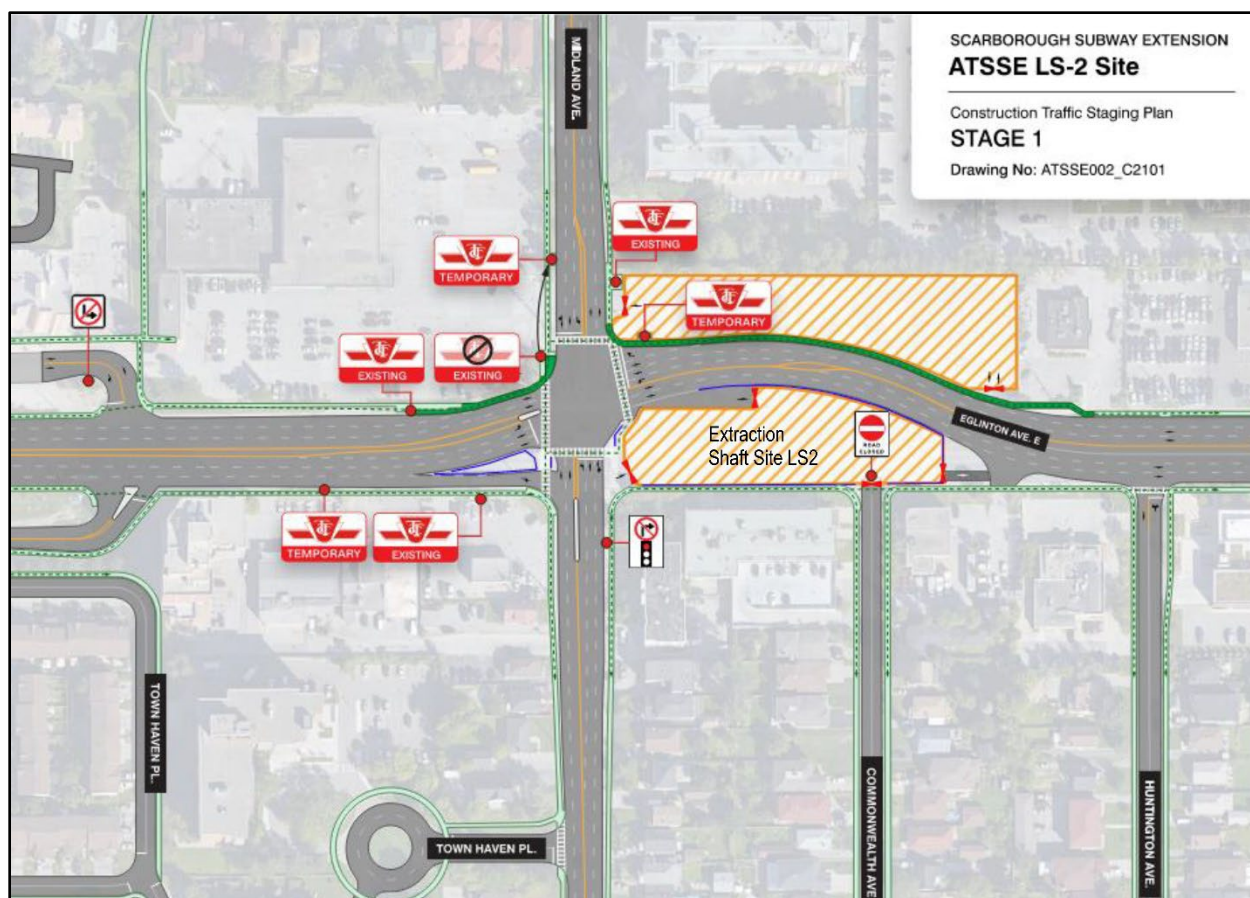 SCARBOROUGH SUBWAY EXTENSION
ATSSE LS-2 Site
Construction Traffic Staging Plan
STAGE 1
Drawing No: ATSSE002_C2101
MIDLAND AVE.
EXISTING
TEMPORARY
TEMPORARY
EXISTING
EXISTING
EGLINTON AVE. E
Extraction
Shaft Site LS2
ROAD
CLOSED
TEMPORARY
EXISTING
TOWN HAVEN PL.
TOWN HAVEN PL.
COMMONWEALTH AVE.
HUNTINGTON AVE.